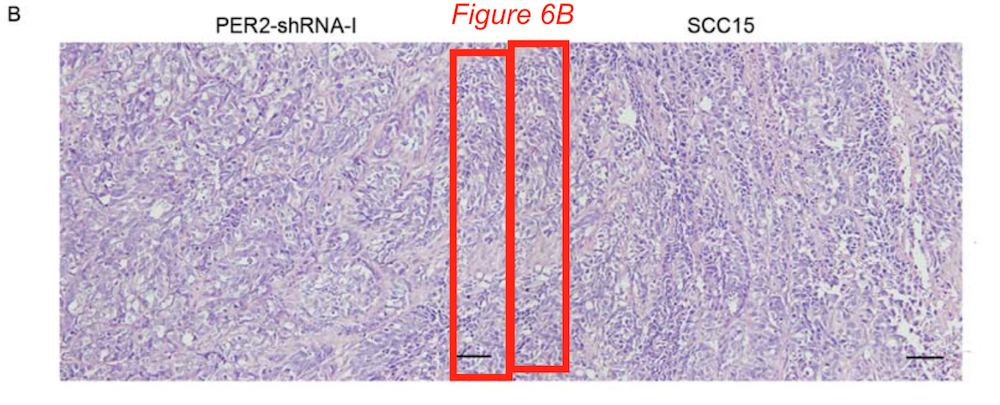 B
PER2-shRNA-I
Figure 6B
SCC15